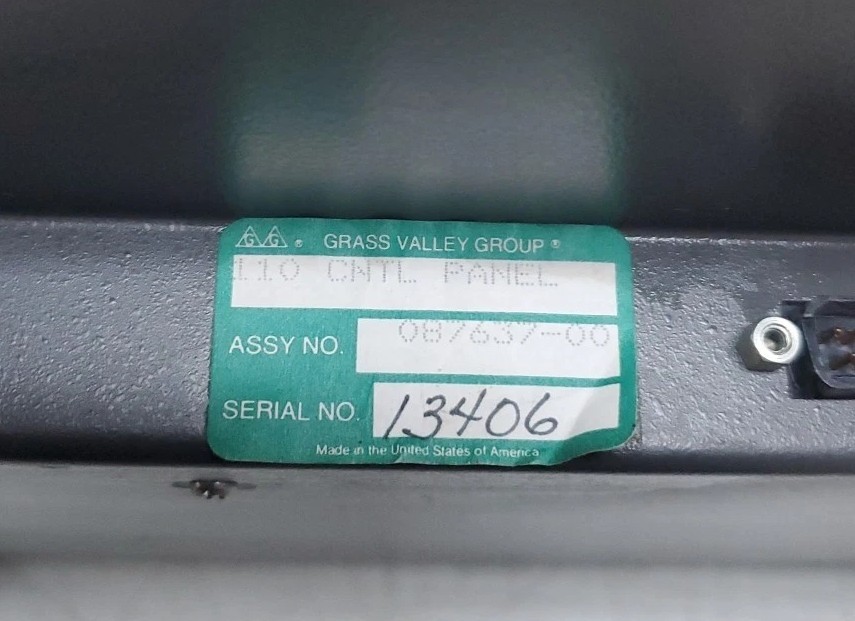 GVG ® GRASS VALLEY GROUP ®
110 CNTL PANEL
ASSY NO. 087637-00
SERIAL NO. 13406
Made in the United States of America